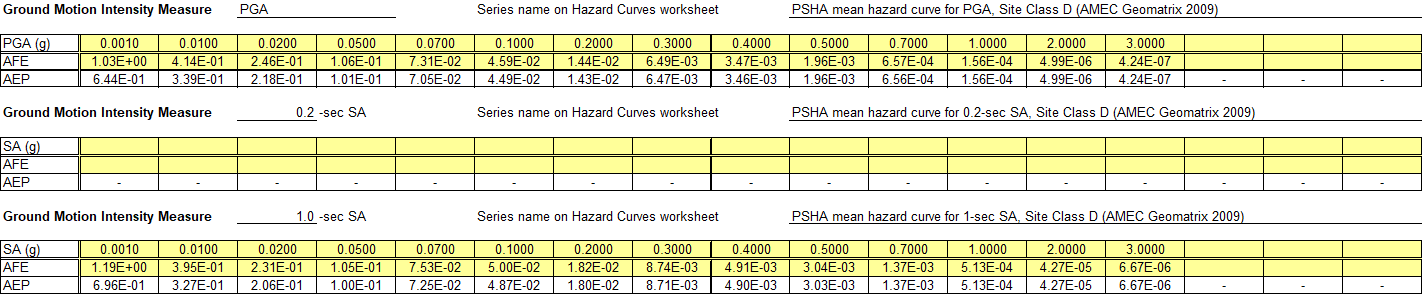 Ground Motion Intensity Measure PGA Series name on Hazard Curves worksheet PSHA mean hazard curve for PGA, Site Class D (AMEC Geomatrix 2009)
PGA (g) 0.0010 0.0100 0.0200 0.0500 0.0700 0.1000 0.2000 0.3000 0.4000 0.5000 0.7000 1.0000 2.0000 3.0000
AFE 1.03E+00 4.14E-01 2.46E-01 1.06E-01 7.31E-02 4.59E-02 1.44E-02 6.49E-03 3.47E-03 1.96E-03 6.57E-04 1.56E-04 4.99E-06 4.24E-07
AEP 6.44E-01 3.39E-01 2.18E-01 1.01E-01 7.05E-02 4.49E-02 1.43E-02 6.47E-03 3.46E-03 1.96E-03 6.56E-04 1.56E-04 4.99E-06 4.24E-07 - - -
Ground Motion Intensity Measure 0.2 -sec SA Series name on Hazard Curves worksheet PSHA mean hazard curve for 0.2-sec SA, Site Class D (AMEC Geomatrix 2009)
SA (g)
AFE
AEP - - - - - - - - - - - - - - - - -
Ground Motion Intensity Measure 1.0 -sec SA Series name on Hazard Curves worksheet PSHA mean hazard curve for 1-sec SA, Site Class D (AMEC Geomatrix 2009)
SA (g) 0.0010 0.0100 0.0200 0.0500 0.0700 0.1000 0.2000 0.3000 0.4000 0.5000 0.7000 1.0000 2.0000 3.0000
AFE 1.19E+00 3.95E-01 2.31E-01 1.05E-01 7.53E-02 5.00E-02 1.82E-02 8.74E-03 4.91E-03 3.04E-03 1.37E-03 5.13E-04 4.27E-05 6.67E-06
AEP 6.96E-01 3.27E-01 2.06E-01 1.00E-01 7.25E-02 4.87E-02 1.80E-02 8.71E-03 4.90E-03 3.03E-03 1.37E-03 5.13E-04 4.27E-05 6.67E-06 - - -